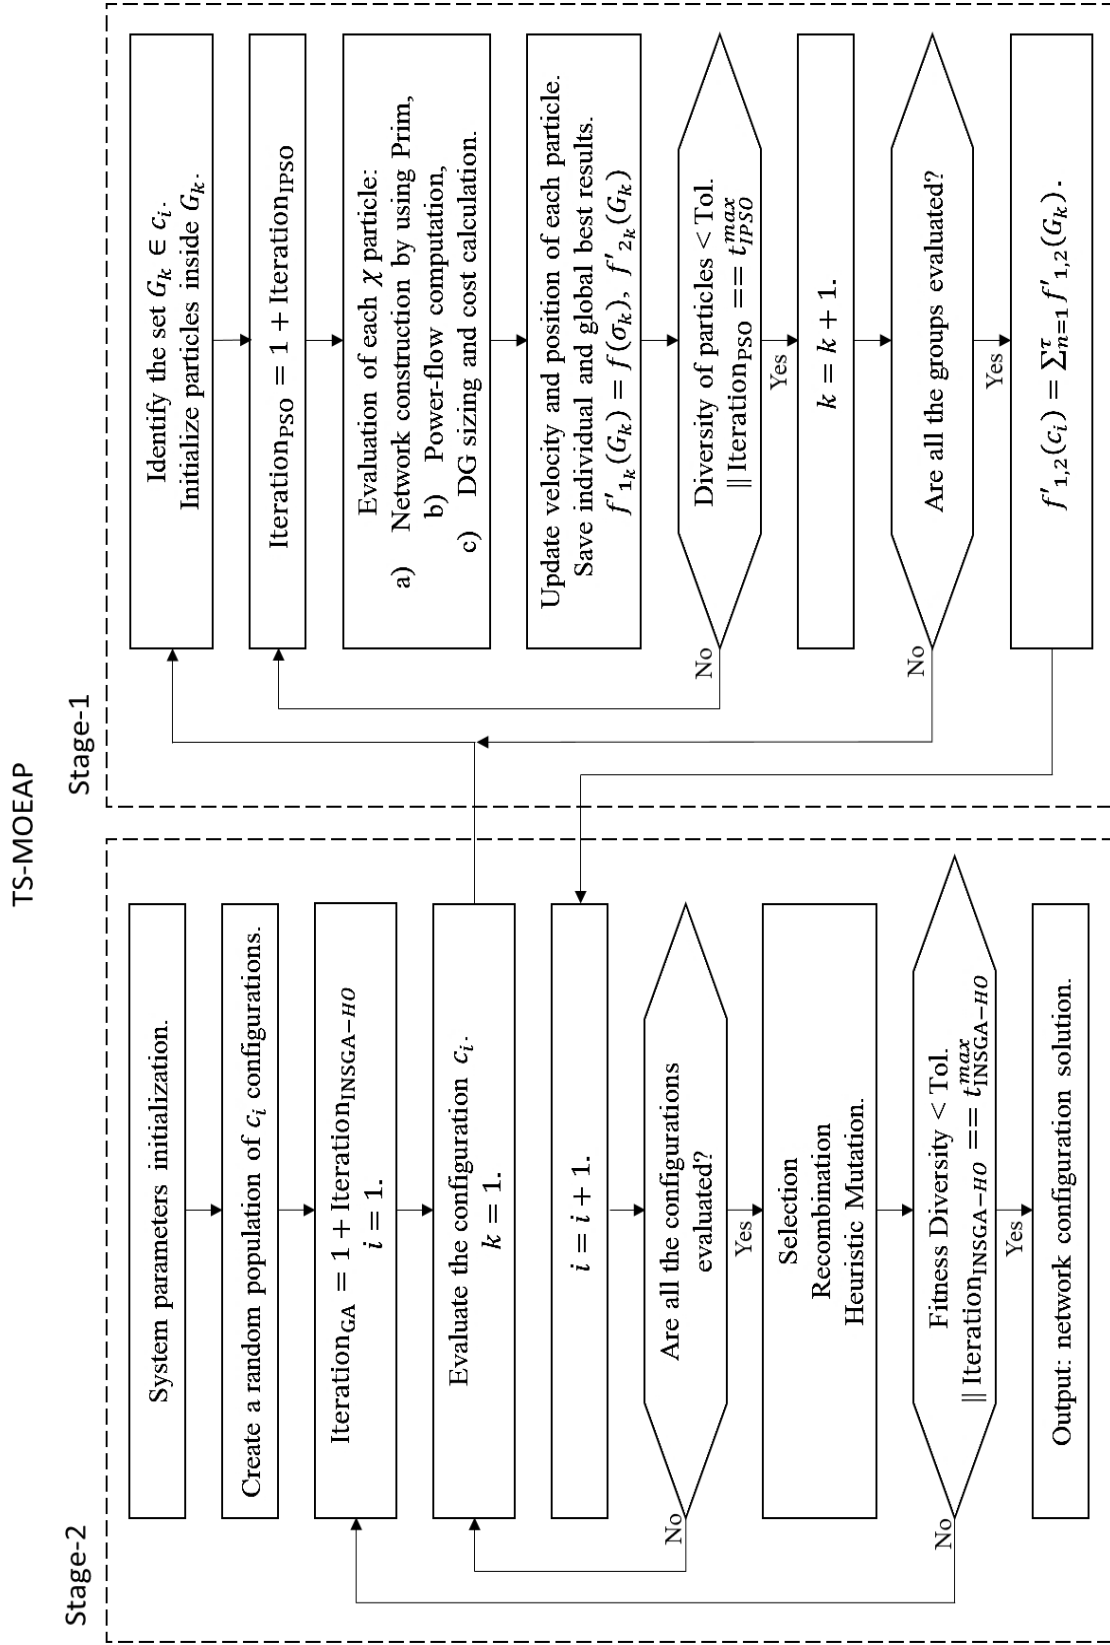 TS-MOEAP
Stage-2
System parameters initialization.
Create a random population of cᵢ configurations.
Iteration_GA = 1 + Iteration_INSGA−HO
i = 1.
Evaluate the configuration cᵢ.
k = 1.
i = i + 1.
Are all the configurations
evaluated?
No
Yes
Selection
Recombination
Heuristic Mutation.
Fitness Diversity < Tol.
‖ Iteration_INSGA−HO == t^max_INSGA−HO
No
Yes
Output: network configuration solution.
Stage-1
Identify the set G_k ∈ cᵢ.
Initialize particles inside G_k.
Iteration_PSO = 1 + Iteration_IPSO
Evaluation of each χ particle:
a) Network construction by using Prim,
b) Power-flow computation,
c) DG sizing and cost calculation.
Update velocity and position of each particle.
Save individual and global best results.
f'_1_k(G_k) = f(σ_k), f'_2_k(G_k)
Diversity of particles < Tol.
‖ Iteration_PSO == t^max_IPSO
No
Yes
k = k + 1.
Are all the groups evaluated?
No
Yes
f'_1,2(cᵢ) = ∑^τ_n=1 f'_1,2(G_k).